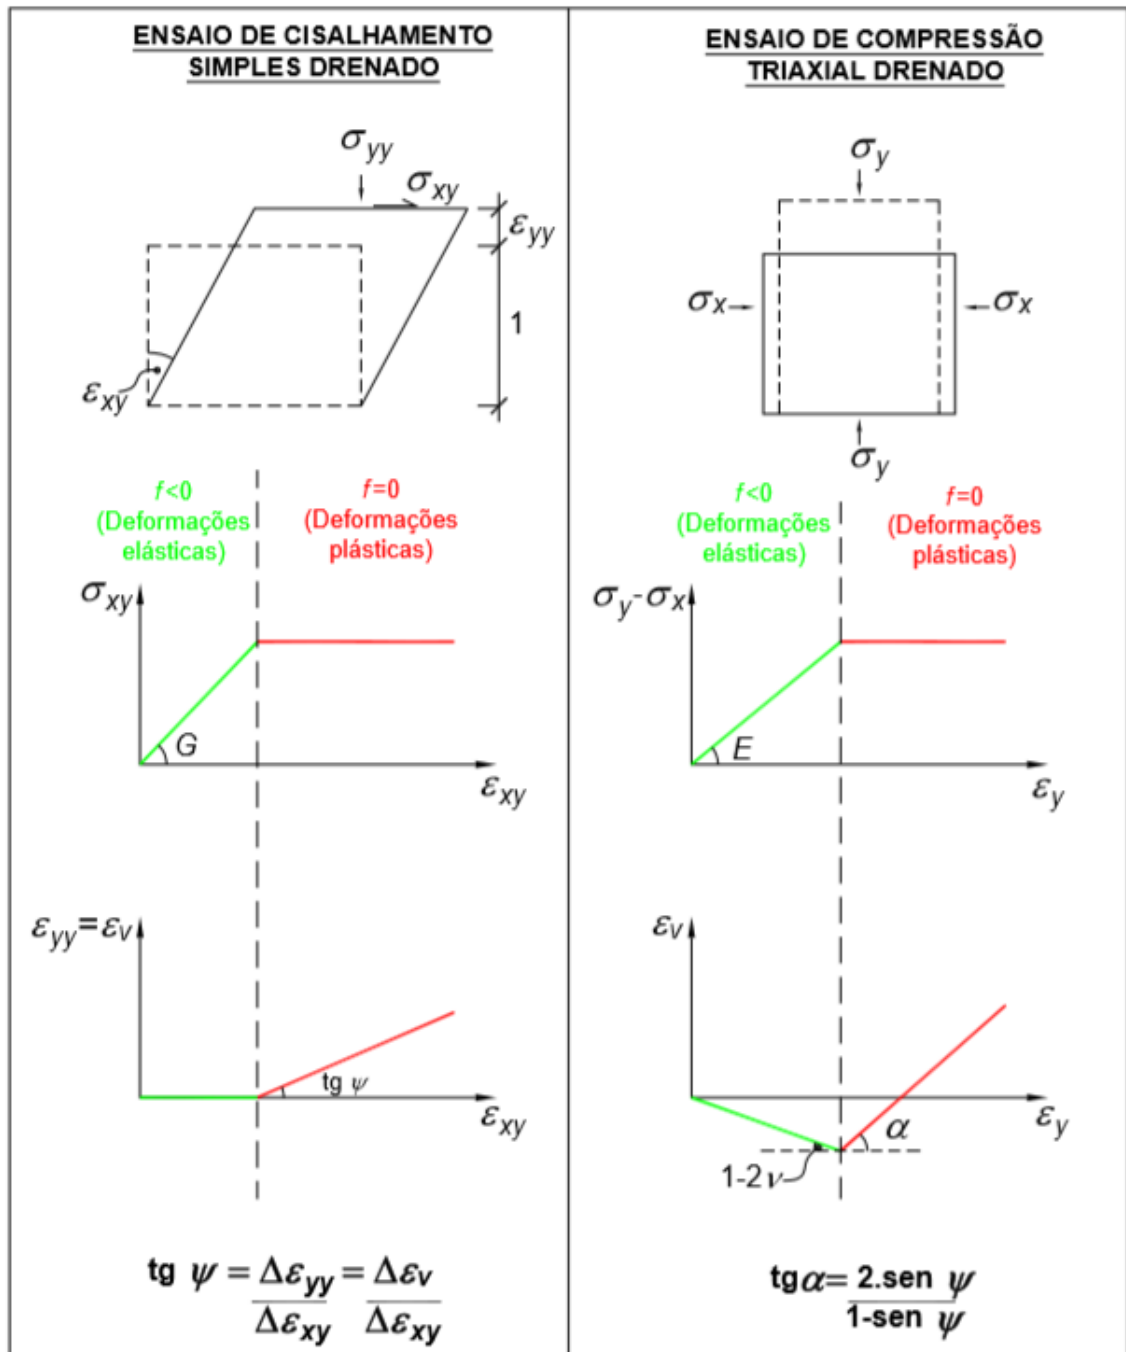 ENSAIO DE CISALHAMENTO
SIMPLES DRENADO
σyy
σxy
εyy
1
εxy
f<0
(Deformações
elásticas)
f=0
(Deformações
plásticas)
σxy
G
εxy
εyy=εv
tg ψ
εxy
tg ψ = Δεyy = Δεv
Δεxy Δεxy
ENSAIO DE COMPRESSÃO
TRIAXIAL DRENADO
σy
σx
σx
σy
f<0
(Deformações
elásticas)
f=0
(Deformações
plásticas)
σy-σx
E
εy
εv
α
εy
1-2ν
tgα= 2.sen ψ
1-sen ψ